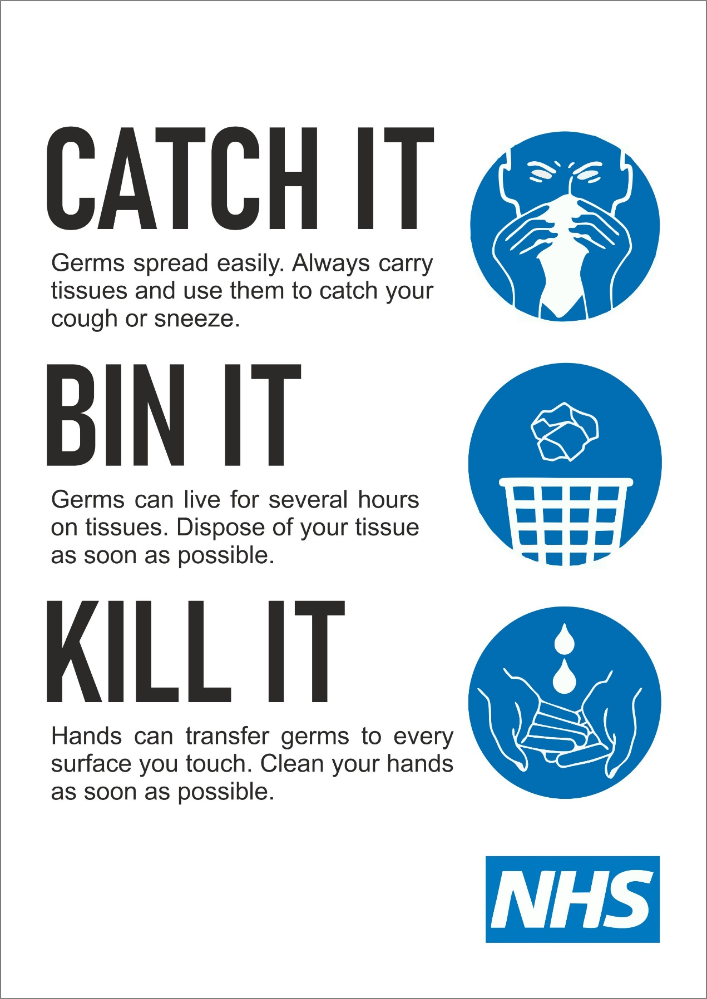 CATCH IT
Germs spread easily. Always carry
tissues and use them to catch your
cough or sneeze.
BIN IT
Germs can live for several hours
on tissues. Dispose of your tissue
as soon as possible.
KILL IT
Hands can transfer germs to every
surface you touch. Clean your hands
as soon as possible.
NHS